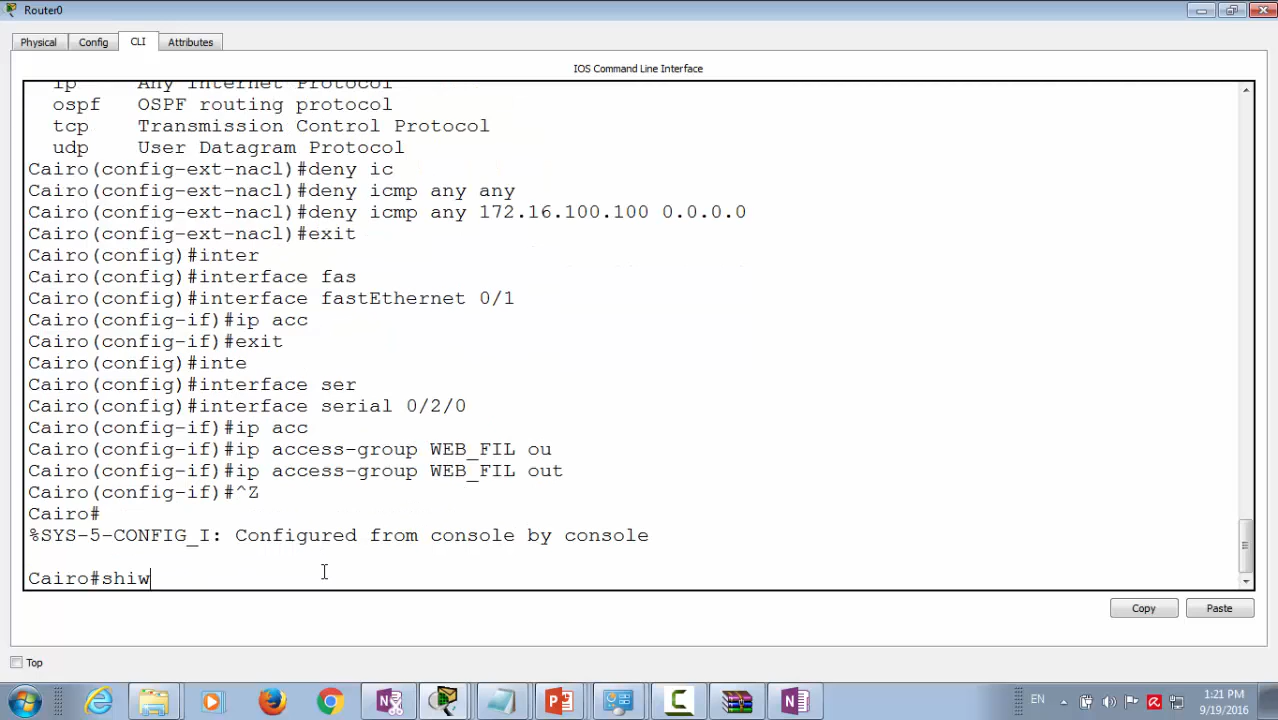 Router0
Physical Config CLI Attributes
IOS Command Line Interface
ip Any Internet Protocol
ospf OSPF routing protocol
tcp Transmission Control Protocol
udp User Datagram Protocol
Cairo(config-ext-nacl)#deny ic
Cairo(config-ext-nacl)#deny icmp any any
Cairo(config-ext-nacl)#deny icmp any 172.16.100.100 0.0.0.0
Cairo(config-ext-nacl)#exit
Cairo(config)#inter
Cairo(config)#interface fas
Cairo(config)#interface fastEthernet 0/1
Cairo(config-if)#ip acc
Cairo(config-if)#exit
Cairo(config)#inte
Cairo(config)#interface ser
Cairo(config)#interface serial 0/2/0
Cairo(config-if)#ip acc
Cairo(config-if)#ip access-group WEB_FIL ou
Cairo(config-if)#ip access-group WEB_FIL out
Cairo(config-if)#^Z
Cairo#
%SYS-5-CONFIG_I: Configured from console by console
Cairo#shiw
Copy Paste
Top
EN
1:21 PM
9/19/2016